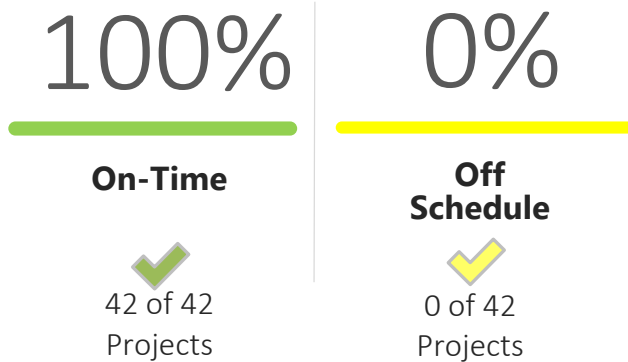 100%
On-Time
42 of 42
Projects
0%
Off
Schedule
0 of 42
Projects